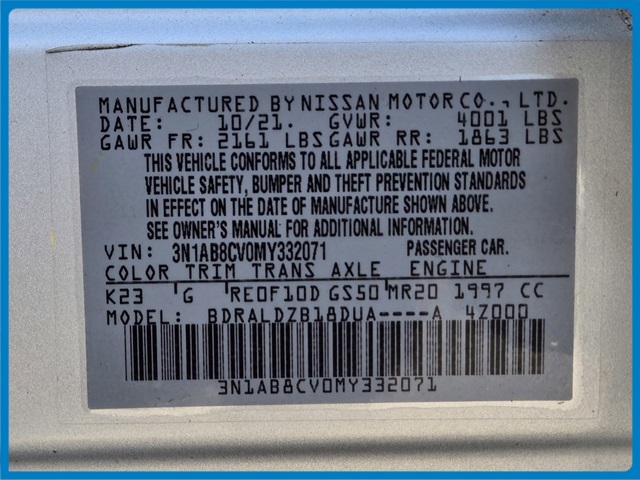 MANUFACTURED BY NISSAN MOTOR CO., LTD.
DATE: 10/21. GVWR: 4001 LBS
GAWR FR: 2161 LBS GAWR RR: 1863 LBS
THIS VEHICLE CONFORMS TO ALL APPLICABLE FEDERAL MOTOR
VEHICLE SAFETY, BUMPER AND THEFT PREVENTION STANDARDS
IN EFFECT ON THE DATE OF MANUFACTURE SHOWN ABOVE.
SEE OWNER'S MANUAL FOR ADDITIONAL INFORMATION.
VIN: 3N1AB8CV0MY332071 PASSENGER CAR.
COLOR TRIM TRANS AXLE ENGINE
K23 G RE0F10D GS50 MR20 1997 CC
MODEL: BDRALDZB18DUA----A 4Z000
3N1AB8CV0MY332071